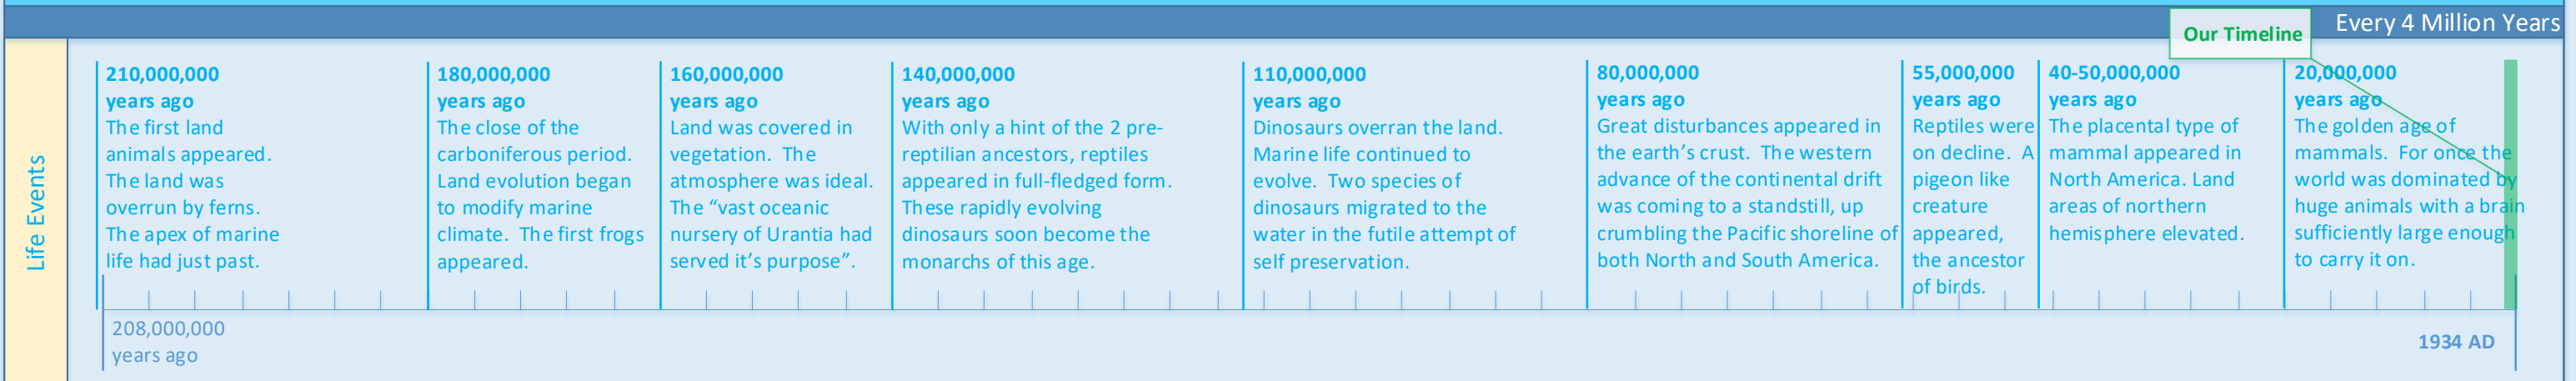 Every 4 Million Years
Our Timeline
Life Events
210,000,000
years ago
The first land
animals appeared.
The land was
overrun by ferns.
The apex of marine
life had just past.
180,000,000
years ago
The close of the
carboniferous period.
Land evolution began
to modify marine
climate.  The first frogs
appeared.
160,000,000
years ago
Land was covered in
vegetation.  The
atmosphere was ideal.
The “vast oceanic
nursery of Urantia had
served it’s purpose”.
140,000,000
years ago
With only a hint of the 2 pre-
reptilian ancestors, reptiles
appeared in full-fledged form.
These rapidly evolving
dinosaurs soon become the
monarchs of this age.
110,000,000
years ago
Dinosaurs overran the land.
Marine life continued to
evolve.  Two species of
dinosaurs migrated to the
water in the futile attempt of
self preservation.
80,000,000
years ago
Great disturbances appeared in
the earth’s crust.  The western
advance of the continental drift
was coming to a standstill, up
crumbling the Pacific shoreline of
both North and South America.
55,000,000
years ago
Reptiles were
on decline.  A
pigeon like
creature
appeared,
the ancestor
of birds.
40-50,000,000
years ago
The placental type of
mammal appeared in
North America. Land
areas of northern
hemisphere elevated.
20,000,000
years ago
The golden age of
mammals.  For once the
world was dominated by
huge animals with a brain
sufficiently large enough
to carry it on.
208,000,000
years ago
1934 AD